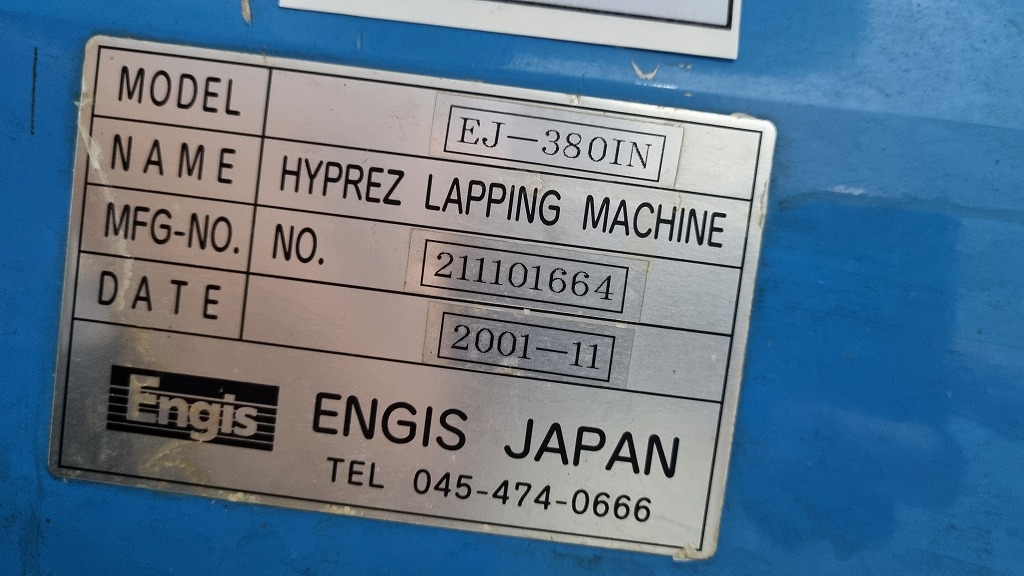 MODEL EJ-380IN
NAME HYPREZ LAPPING MACHINE
MFG-NO. NO. 211101664
DATE 2001-11
Engis ENGIS JAPAN
TEL 045-474-0666